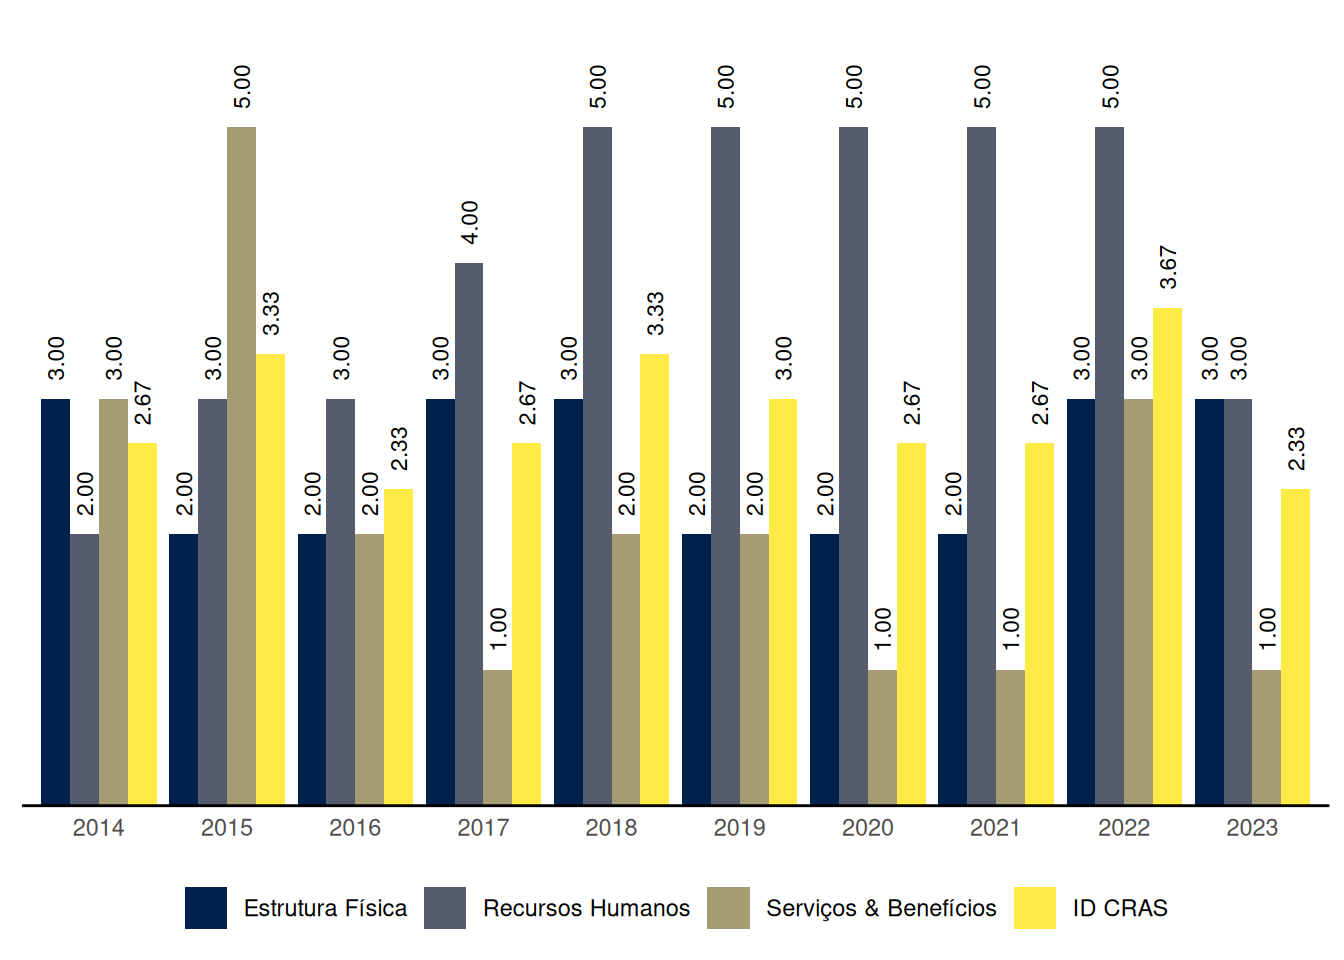 5.00 5.00 5.00 5.00 5.00 5.00
4.00
3.67
3.33 3.33
3.00 3.00 3.00 3.00 3.00 3.00 3.00 3.00 3.00 3.00 3.00
2.67 2.67 2.67 2.67
2.33 2.33
2.00 2.00 2.00 2.00 2.00 2.00 2.00 2.00 2.00
1.00 1.00 1.00 1.00
2014 2015 2016 2017 2018 2019 2020 2021 2022 2023
Estrutura Física Recursos Humanos Serviços & Benefícios ID CRAS